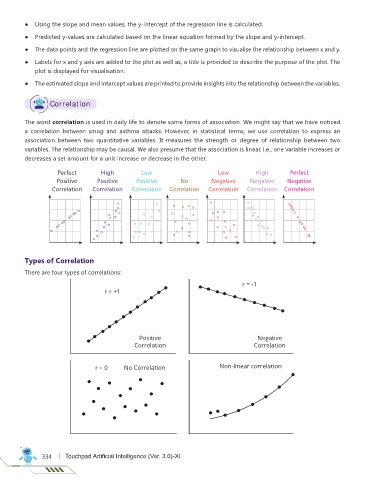 ● Using the slope and mean values, the y-intercept of the regression line is calculated.
● Predicted y-values are calculated based on the linear equation formed by the slope and y-intercept.
● The data points and the regression line are plotted on the same graph to visualise the relationship between x and y.
● Labels for x and y axis are added to the plot as well as, a title is provided to describe the purpose of the plot. The
plot is displayed for visualisation.
● The estimated slope and intercept values are printed to provide insights into the relationship between the variables.
Correlation
The word correlation is used in daily life to denote some forms of association. We might say that we have noticed
a correlation between smog and asthma attacks. However, in statistical terms, we use correlation to express an
association between two quantitative variables. It measures the strength or degree of relationship between two
variables. The relationship may be causal. We also presume that the association is linear, i.e., one variable increases or
decreases a set amount for a unit increase or decrease in the other.
Perfect High Low Low High Perfect
Positive Positive Positive No Negative Negative Negative
Correlation Correlation Correlation Correlation Correlation Correlation Correlation
Types of Correlation
There are four types of correlations:
r = +1
r = -1
Positive
Correlation
Negative
Correlation
r = 0 No Correlation
Non-linear correlation
334 Touchpad Artificial Intelligence (Ver. 3.0)-XI